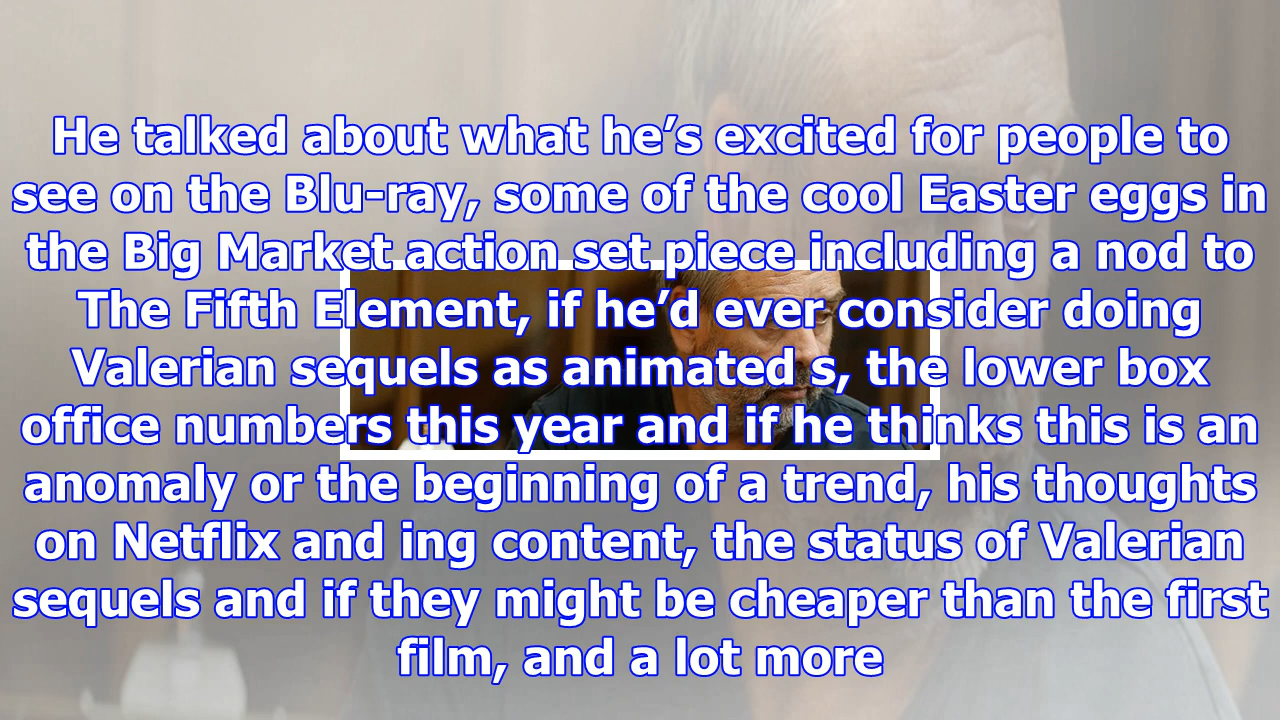 He talked about what he’s excited for people to
see on the Blu-ray, some of the cool Easter eggs in
the Big Market action set piece including a nod to
The Fifth Element, if he’d ever consider doing
Valerian sequels as animated s, the lower box
office numbers this year and if he thinks this is an
anomaly or the beginning of a trend, his thoughts
on Netflix and ing content, the status of Valerian
sequels and if they might be cheaper than the first
film, and a lot more